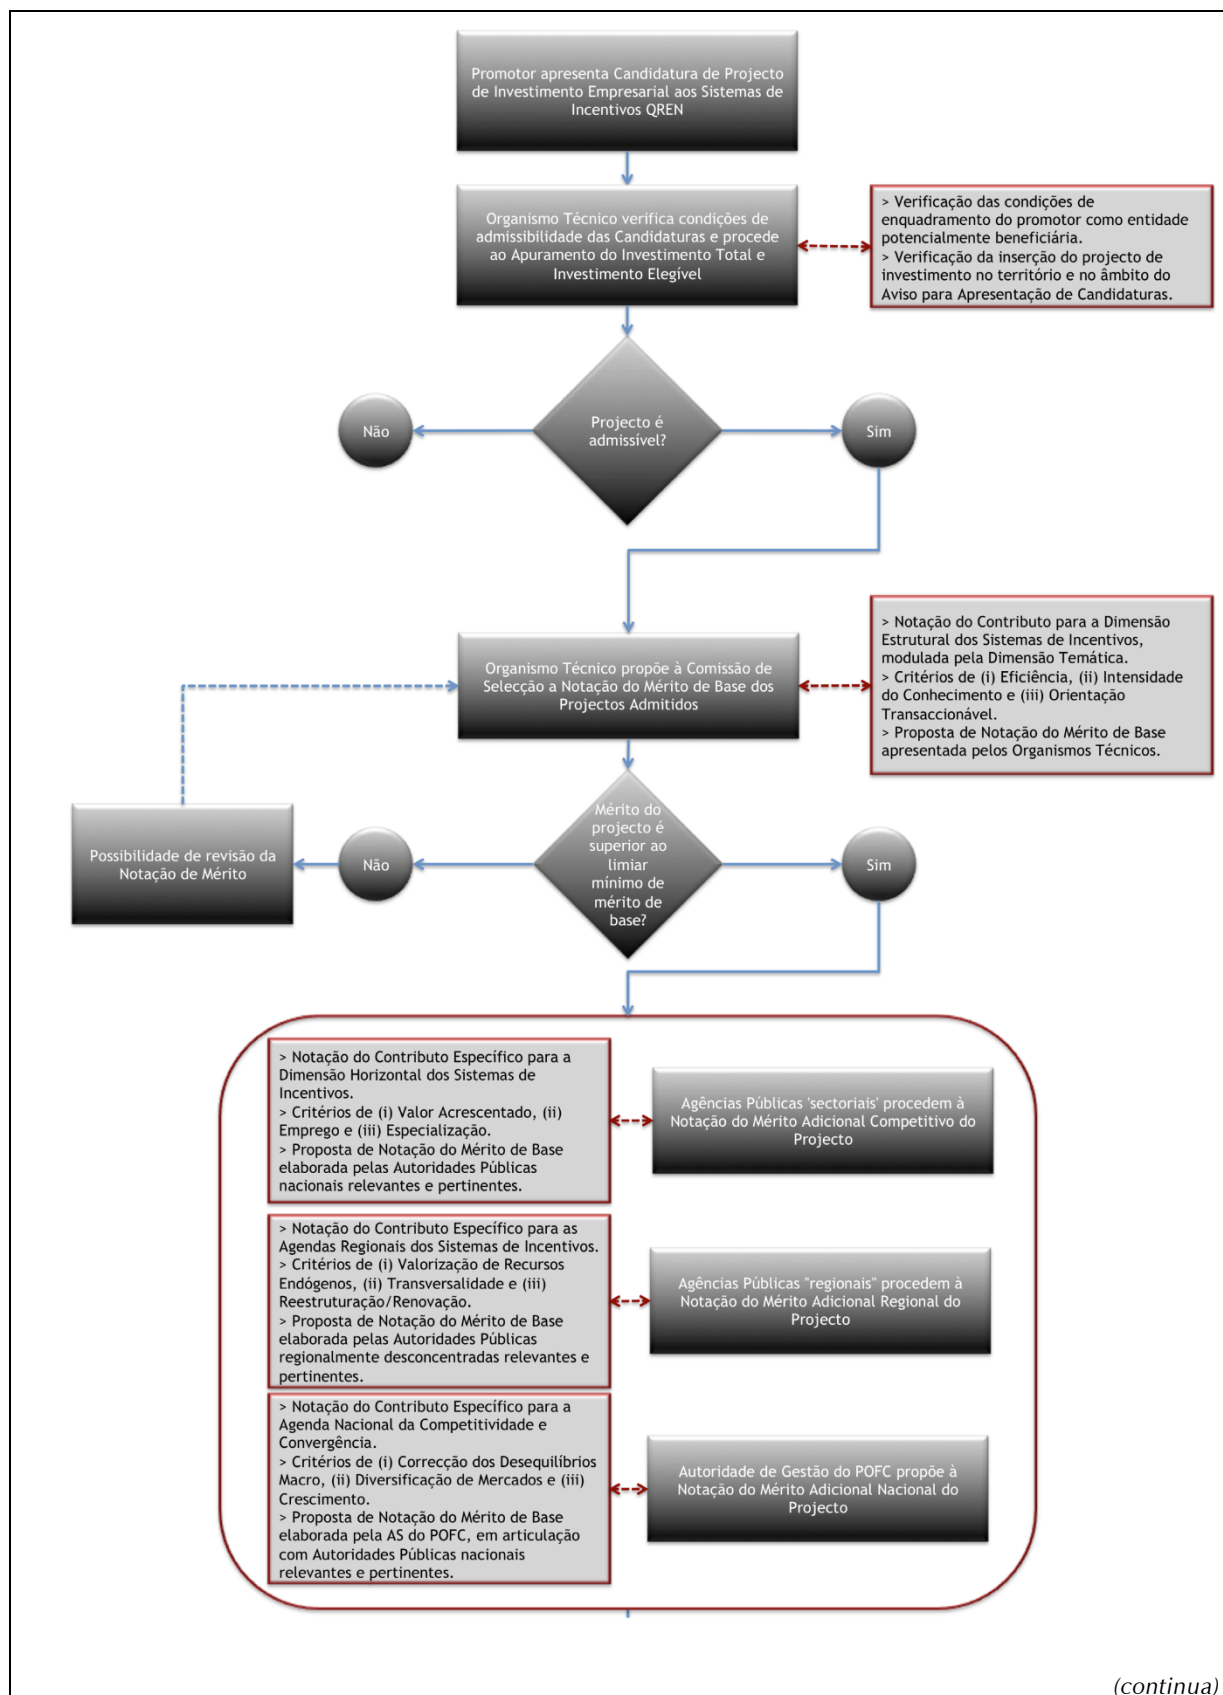 Promotor apresenta Candidatura de Projecto
de Investimento Empresarial aos Sistemas de
Incentivos QREN
Organismo Técnico verifica condições de
admissibilidade das Candidaturas e procede
ao Apuramento do Investimento Total e
Investimento Elegível
> Verificação das condições de
enquadramento do promotor como entidade
potencialmente beneficiária.
> Verificação da inserção do projecto de
investimento no território e no âmbito do
Aviso para Apresentação de Candidaturas.
Não
Projecto é
admissível?
Sim
Organismo Técnico propõe à Comissão de
Selecção a Notação do Mérito de Base dos
Projectos Admitidos
> Notação do Contributo para a Dimensão
Estrutural dos Sistemas de Incentivos,
modulada pela Dimensão Temática.
> Critérios de (i) Eficiência, (ii) Intensidade
do Conhecimento e (iii) Orientação
Transaccionável.
> Proposta de Notação do Mérito de Base
apresentada pelos Organismos Técnicos.
Possibilidade de revisão da
Notação de Mérito
Não
Mérito do
projecto é
superior ao
limiar
mínimo de
mérito de
base?
Sim
> Notação do Contributo Específico para a
Dimensão Horizontal dos Sistemas de
Incentivos.
> Critérios de (i) Valor Acrescentado, (ii)
Emprego e (iii) Especialização.
> Proposta de Notação do Mérito de Base
elaborada pelas Autoridades Públicas
nacionais relevantes e pertinentes.
Agências Públicas 'sectoriais' procedem à
Notação do Mérito Adicional Competitivo do
Projecto
> Notação do Contributo Específico para as
Agendas Regionais dos Sistemas de Incentivos.
> Critérios de (i) Valorização de Recursos
Endógenos, (ii) Transversalidade e (iii)
Reestruturação/Renovação.
> Proposta de Notação do Mérito de Base
elaborada pelas Autoridades Públicas
regionalmente desconcentradas relevantes e
pertinentes.
Agências Públicas "regionais" procedem à
Notação do Mérito Adicional Regional do
Projecto
> Notação do Contributo Específico para a
Agenda Nacional da Competitividade e
Convergência.
> Critérios de (i) Correcção dos Desequilíbrios
Macro, (ii) Diversificação de Mercados e (iii)
Crescimento.
> Proposta de Notação do Mérito de Base
elaborada pela AS do POFC, em articulação
com Autoridades Públicas nacionais
relevantes e pertinentes.
Autoridade de Gestão do POFC propõe à
Notação do Mérito Adicional Nacional do
Projecto
(continua)